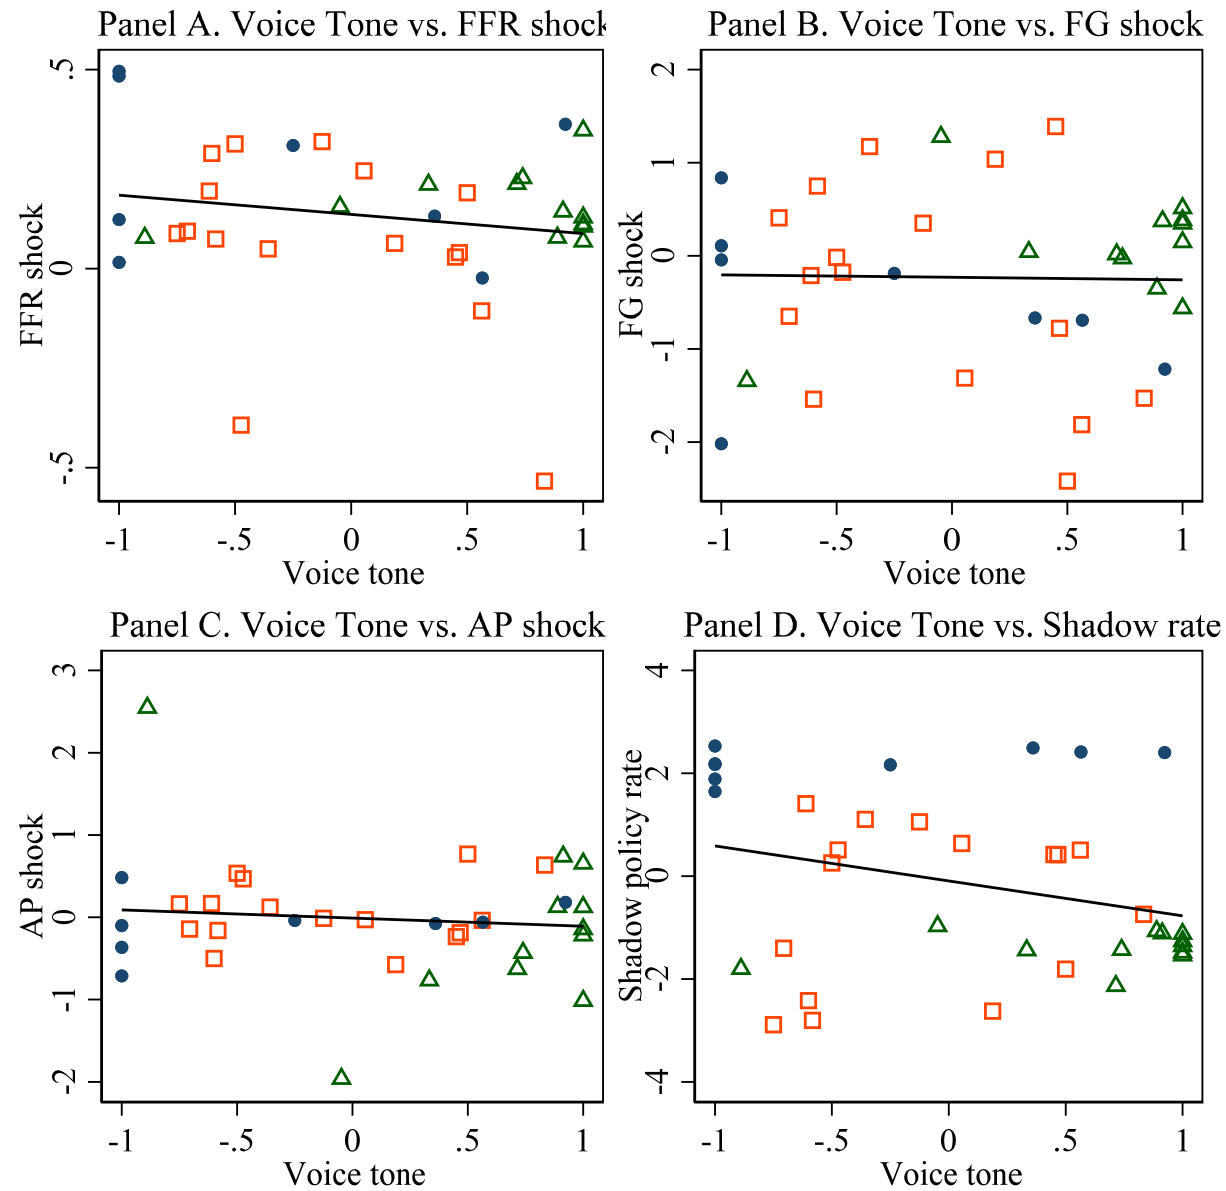 Panel A. Voice Tone vs. FFR shock
FFR shock
.5
0
-.5
-1 -.5 0 .5 1
Voice tone
Panel B. Voice Tone vs. FG shock
FG shock
2
1
0
-1
-2
-1 -.5 0 .5 1
Voice tone
Panel C. Voice Tone vs. AP shock
AP shock
3
2
1
0
-1
-2
-1 -.5 0 .5 1
Voice tone
Panel D. Voice Tone vs. Shadow rate
Shadow policy rate
4
2
0
-2
-4
-1 -.5 0 .5 1
Voice tone